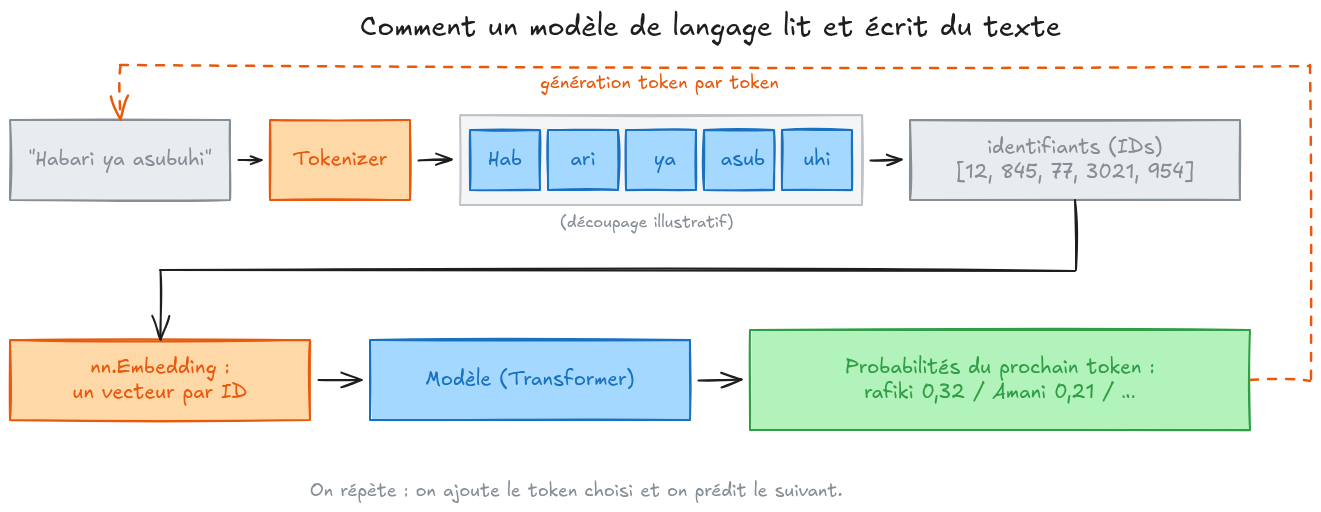 Comment un modèle de langage lit et écrit du texte
génération token par token
"Habari ya asubuhi"
Tokenizer
Hab
ari
ya
asub
uhi
identifiants (IDs)
[12, 845, 77, 3021, 954]
(découpage illustratif)
nn.Embedding :
un vecteur par ID
Modèle (Transformer)
Probabilités du prochain token :
rafiki 0,32 / Amani 0,21 / ...
On répète : on ajoute le token choisi et on prédit le suivant.